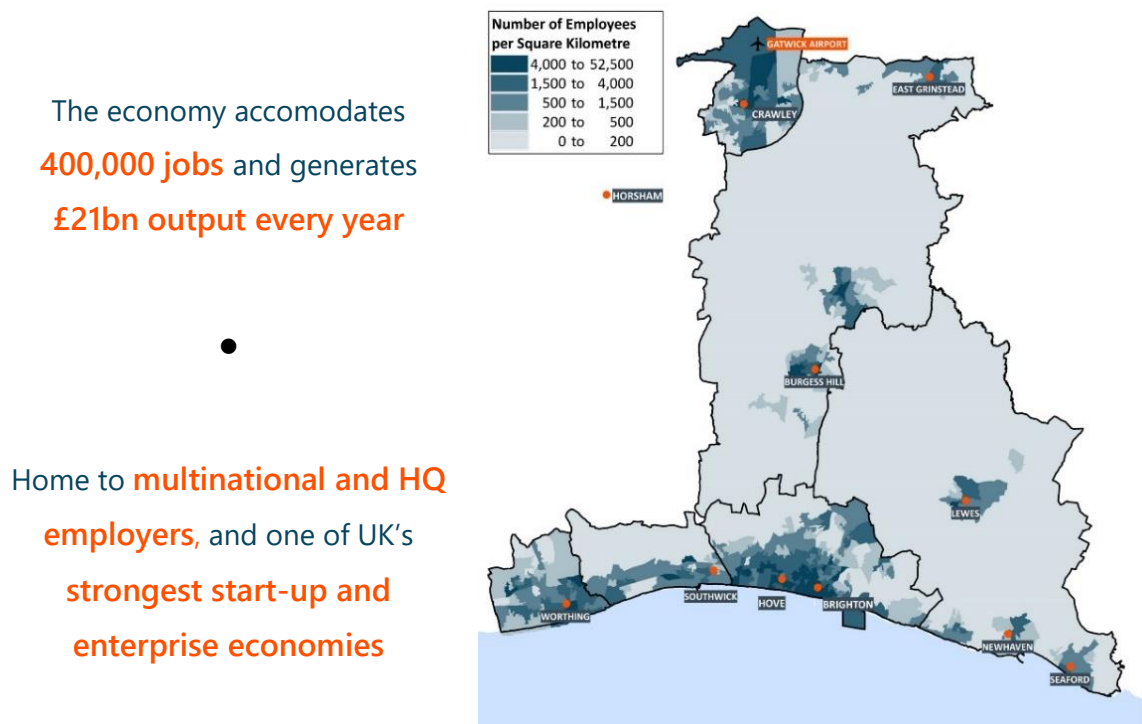 The economy accomodates
400,000 jobs and generates
£21bn output every year
Home to multinational and HQ
employers, and one of UK's
strongest start-up and
enterprise economies
Number of Employees
per Square Kilometre
4,000 to 52,500
1,500 to 4,000
500 to 1,500
200 to 500
0 to 200
GATWICK AIRPORT
EAST GRINSTEAD
CRAWLEY
HORSHAM
BURGESS HILL
LEWES
SOUTHWICK
HOVE
BRIGHTON
WORTHING
NEWHAVEN
SEAFORD